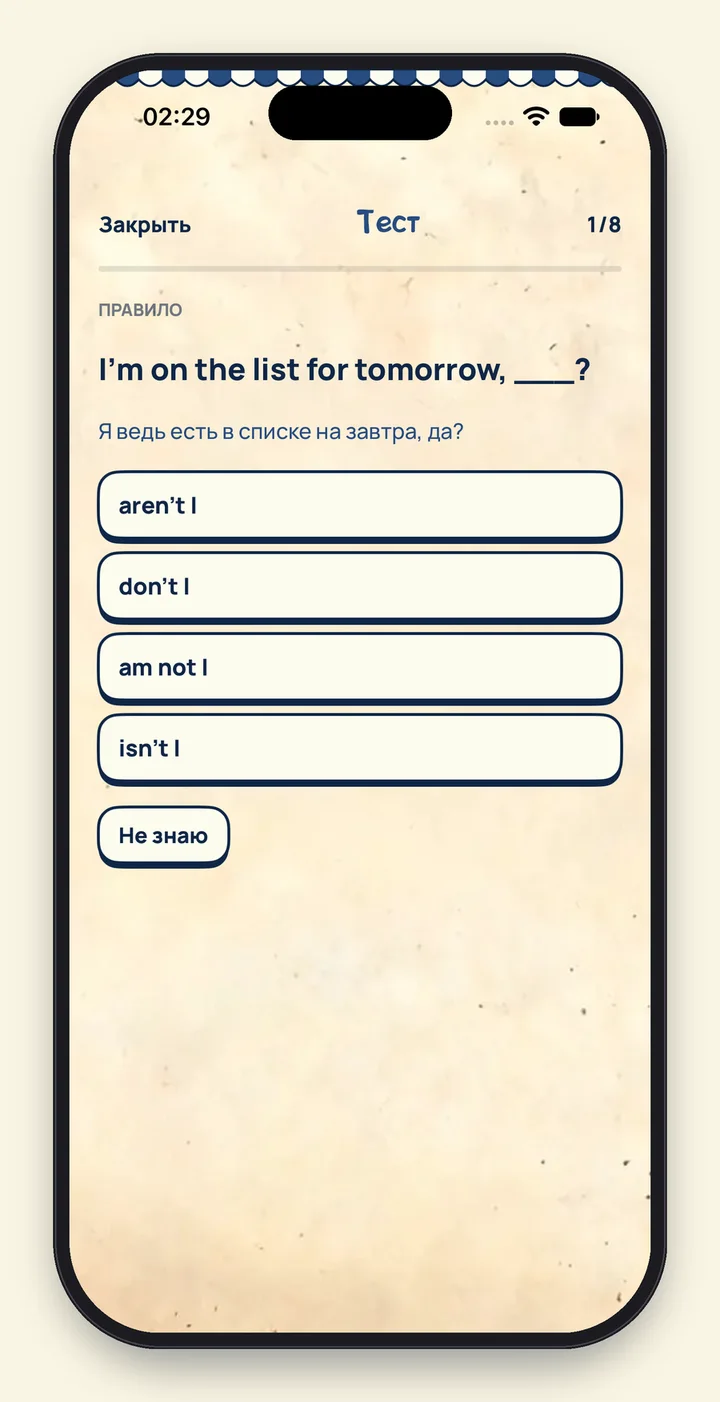 02:29
Закрыть
Тест
1/8
ПРАВИЛО
I’m on the list for tomorrow, ____?
Я ведь есть в списке на завтра, да?
aren’t I
don’t I
am not I
isn’t I
Не знаю